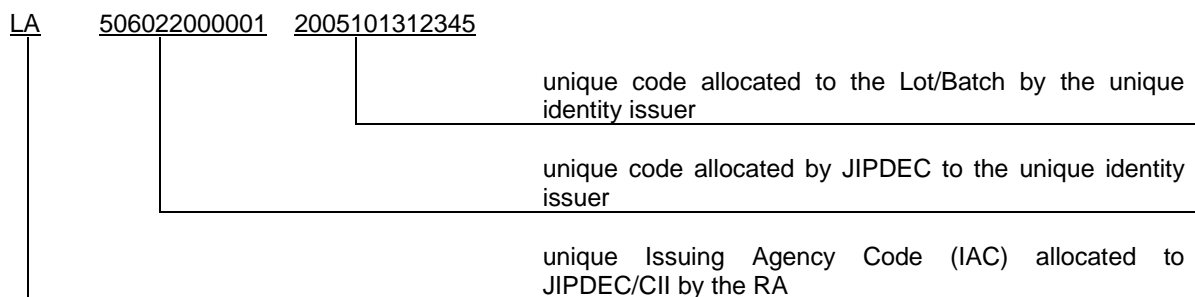 LA 506022000001 2005101312345
unique code allocated to the Lot/Batch by the unique
identity issuer
unique code allocated by JIPDEC to the unique identity
issuer
unique Issuing Agency Code (IAC) allocated to
JIPDEC/CII by the RA